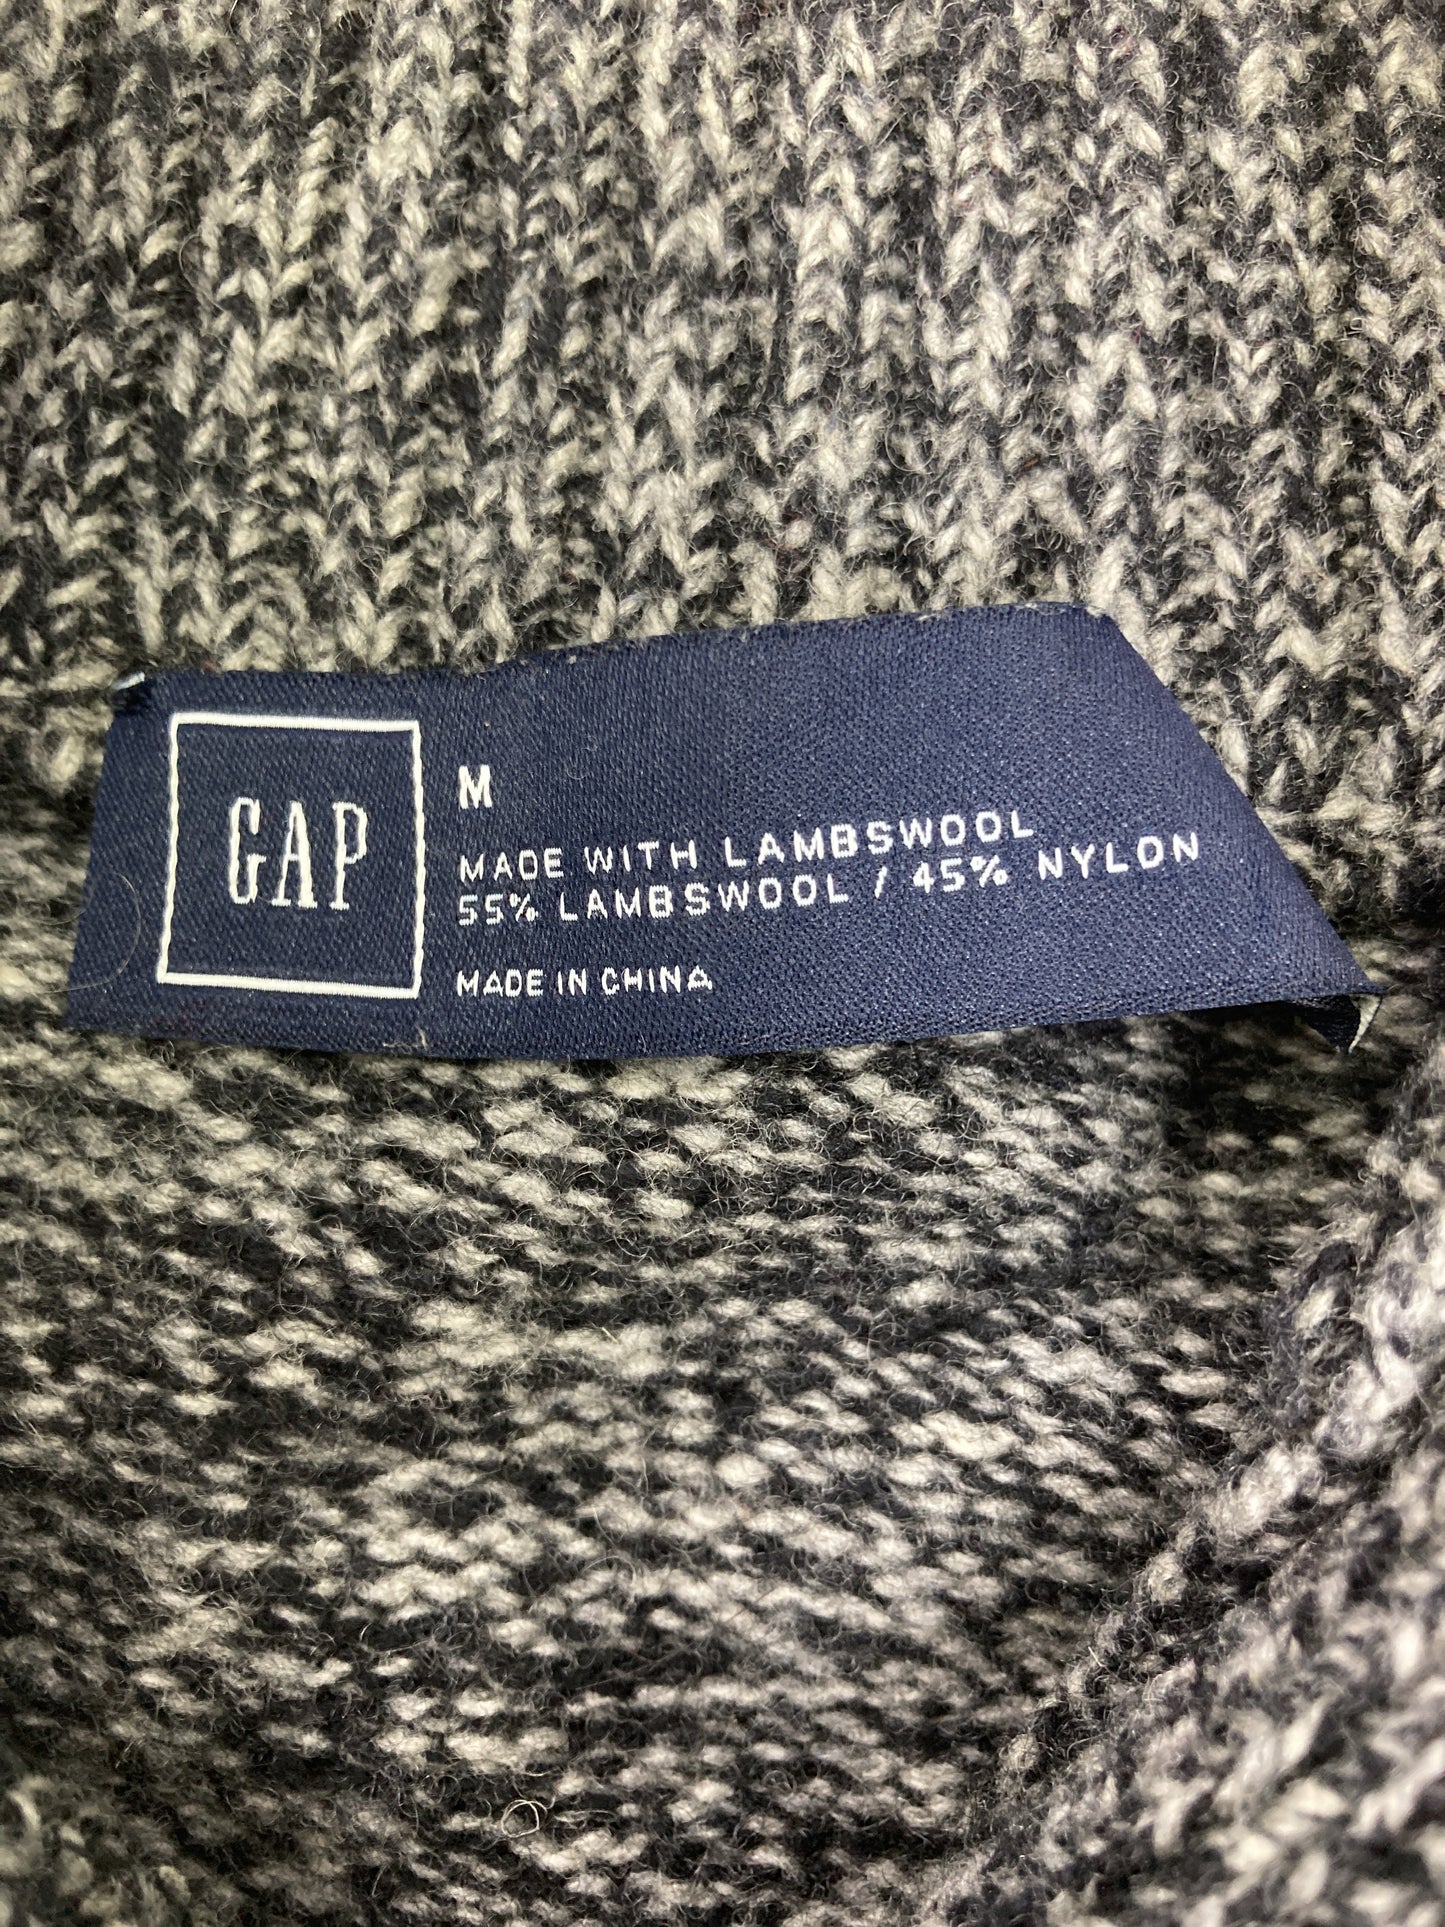 GAP
M
MADE WITH LAMBSWOOL
55% LAMBSWOOL / 45% NYLON
MADE IN CHINA